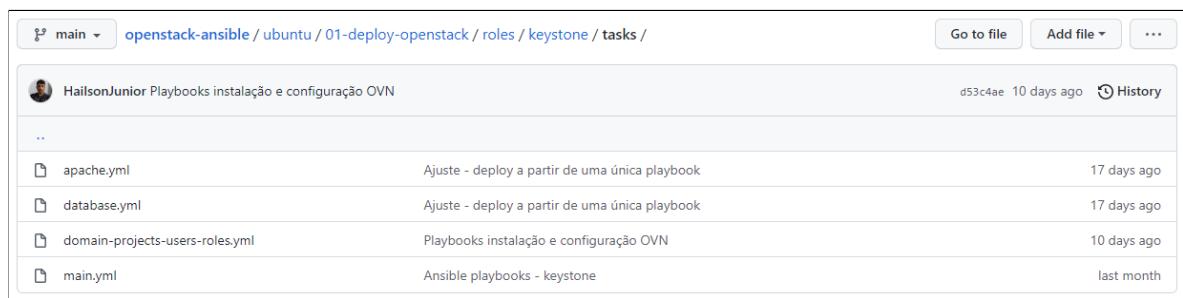 main openstack-ansible / ubuntu / 01-deploy-openstack / roles / keystone / tasks / Go to file Add file ...
HailsonJunior Playbooks instalação e configuração OVN d53c4ae 10 days ago History
..
apache.yml Ajuste - deploy a partir de uma única playbook 17 days ago
database.yml Ajuste - deploy a partir de uma única playbook 17 days ago
domain-projects-users-roles.yml Playbooks instalação e configuração OVN 10 days ago
main.yml Ansible playbooks - keystone last month